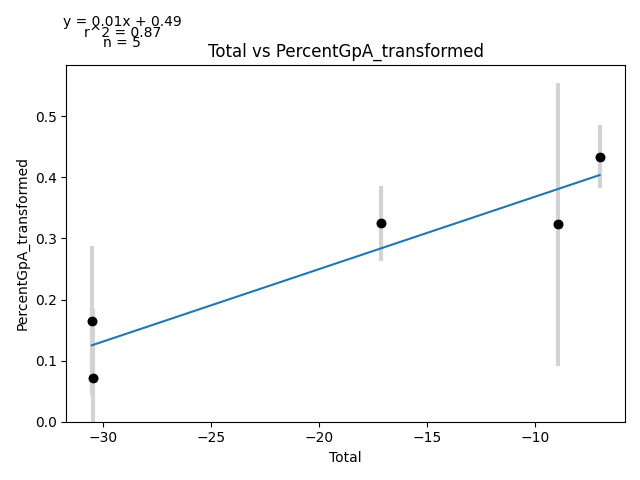 y = 0.01x + 0.49
r^2 = 0.87
n = 5
Total vs PercentGpA_transformed
PercentGpA_transformed
0.5
0.4
0.3
0.2
0.1
0.0
−30
−25
−20
−15
−10
Total